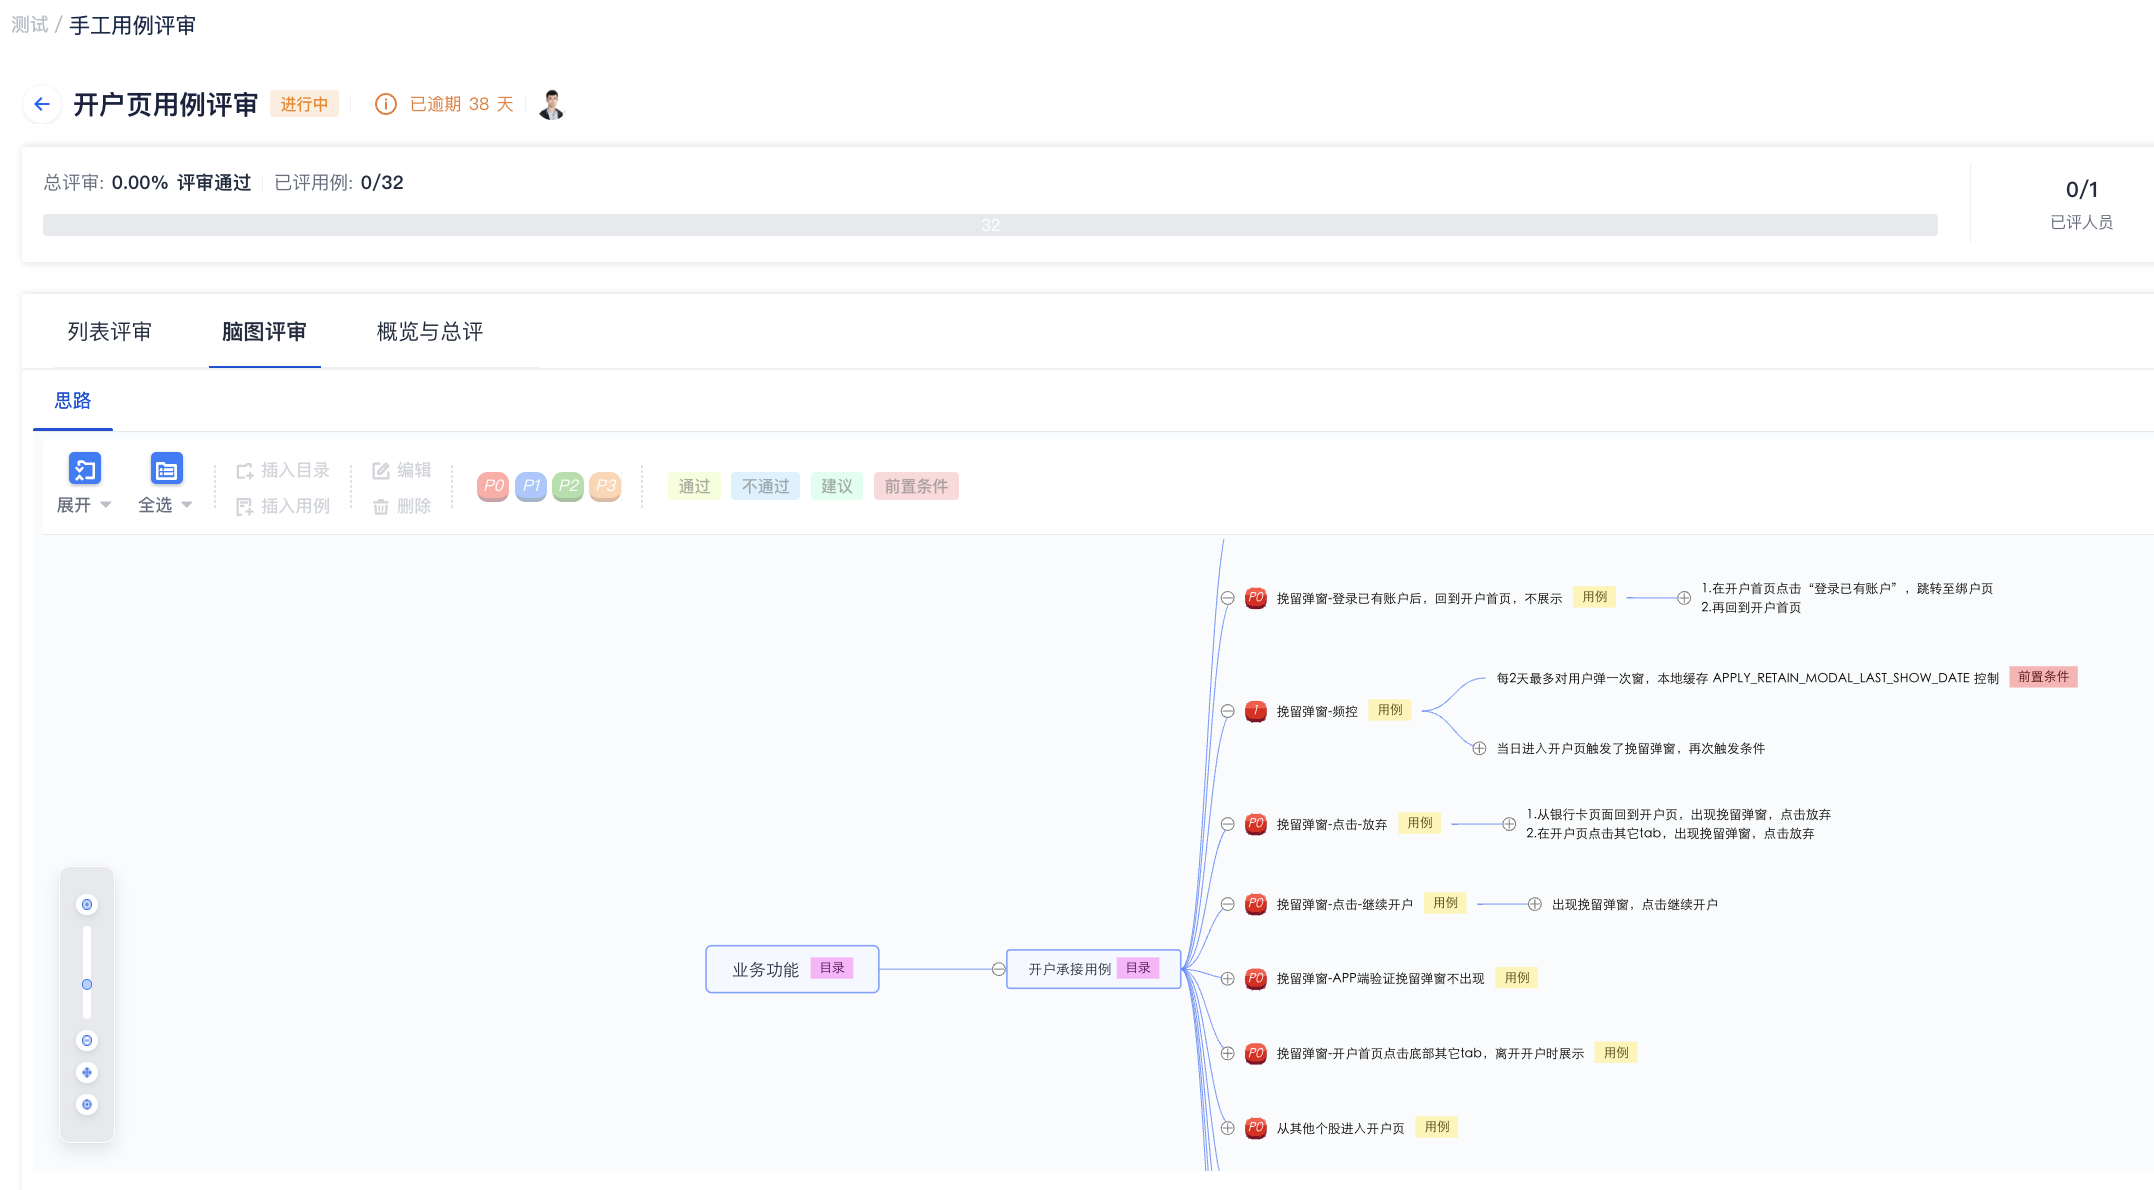 测试 / 手工用例评审
开户页用例评审 进行中 已逾期 38 天
总评审: 0.00% 评审通过 已评用例: 0/32
32
0/1
已评人员
列表评审 脑图评审 概览与总评
思路
展开 全选
插入目录 编辑
插入用例 删除
P0 P1 P2 P3
通过 不通过 建议 前置条件
P0 挽留弹窗-登录已有账户后，回到开户首页，不展示 用例
1.在开户首页点击“登录已有账户”，跳转至绑户页
2.再回到开户首页
每2天最多对用户弹一次窗，本地缓存 APPLY_RETAIN_MODAL_LAST_SHOW_DATE 控制 前置条件
1 挽留弹窗-频控 用例
当日进入开户页触发了挽留弹窗，再次触发条件
P0 挽留弹窗-点击-放弃 用例
1.从银行卡页面回到开户页，出现挽留弹窗，点击放弃
2.在开户页点击其它tab，出现挽留弹窗，点击放弃
P0 挽留弹窗-点击-继续开户 用例 出现挽留弹窗，点击继续开户
业务功能 目录 开户承接用例 目录
P0 挽留弹窗-APP端验证挽留弹窗不出现 用例
P0 挽留弹窗-开户首页点击底部其它tab，离开开户时展示 用例
P0 从其他个股进入开户页 用例